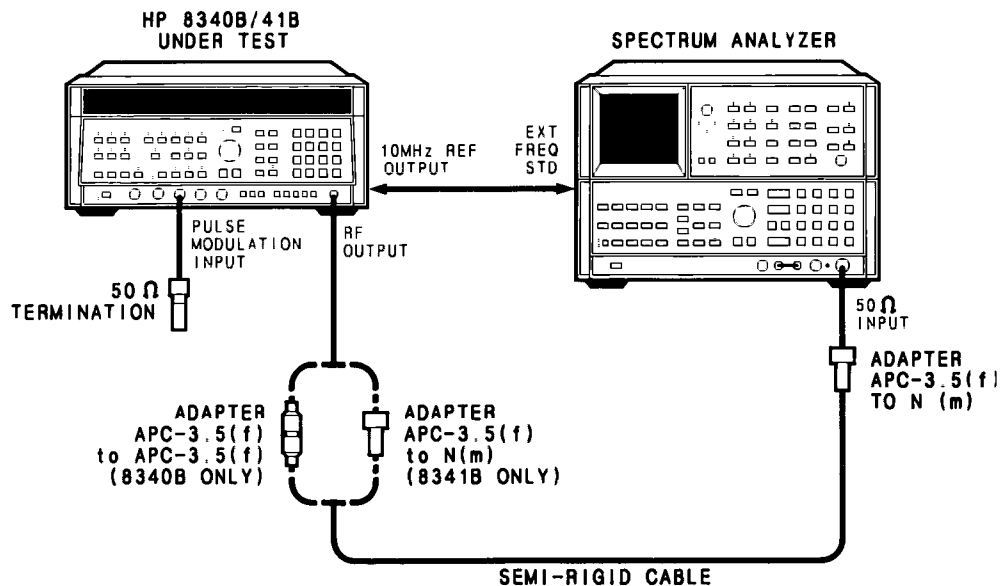 HP 8340B/41B
UNDER TEST
SPECTRUM ANALYZER
10MHz REF
OUTPUT
EXT
FREQ
STD
PULSE
MODULATION
INPUT
RF
OUTPUT
50Ω
TERMINATION
50Ω
INPUT
ADAPTER
APC-3.5(f)
TO N (m)
ADAPTER
APC-3.5(f)
to APC-3.5(f)
(8340B ONLY)
ADAPTER
APC-3.5(f)
to N(m)
(8341B ONLY)
SEMI-RIGID CABLE